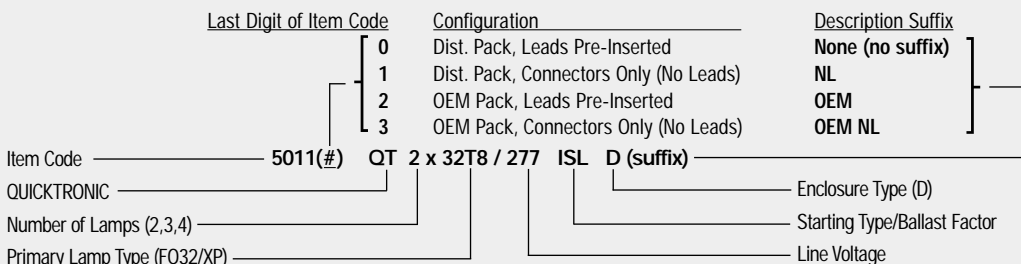 Last Digit of Item Code Configuration Description Suffix
0 Dist. Pack, Leads Pre-Inserted None (no suffix)
1 Dist. Pack, Connectors Only (No Leads) NL
2 OEM Pack, Leads Pre-Inserted OEM
3 OEM Pack, Connectors Only (No Leads) OEM NL
Item Code 5011(#) QT 2 x 32T8 / 277 ISL D (suffix)
QUICKTRONIC Enclosure Type (D)
Number of Lamps (2,3,4) Starting Type/Ballast Factor
Primary Lamp Type (FO32/XP) Line Voltage